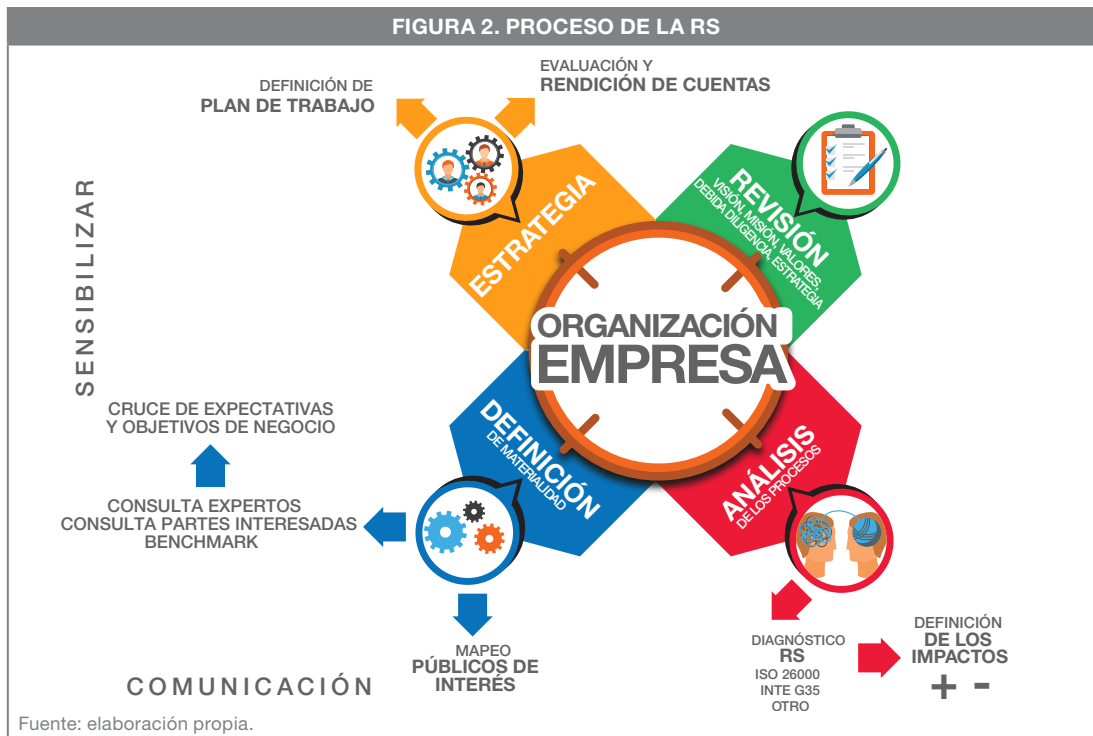 FIGURA 2. PROCESO DE LA RS
DEFINICIÓN DE
PLAN DE TRABAJO
EVALUACIÓN Y
RENDICIÓN DE CUENTAS
ESTRATEGIA
REVISIÓN
VISIÓN, MISIÓN, VALORES,
DEBIDA DILIGENCIA, ESTRATEGIA
SENSIBILIZAR
ORGANIZACIÓN
EMPRESA
CRUCE DE EXPECTATIVAS
Y OBJETIVOS DE NEGOCIO
DEFINICIÓN
DE MATERIALIDAD
ANÁLISIS
DE LOS PROCESOS
CONSULTA EXPERTOS
CONSULTA PARTES INTERESADAS
BENCHMARK
MAPEO
PÚBLICOS DE
INTERÉS
DIAGNÓSTICO
RS
ISO 26000
INTE G35
OTRO
DEFINICIÓN
DE LOS
IMPACTOS
+ -
COMUNICACIÓN
Fuente: elaboración propia.